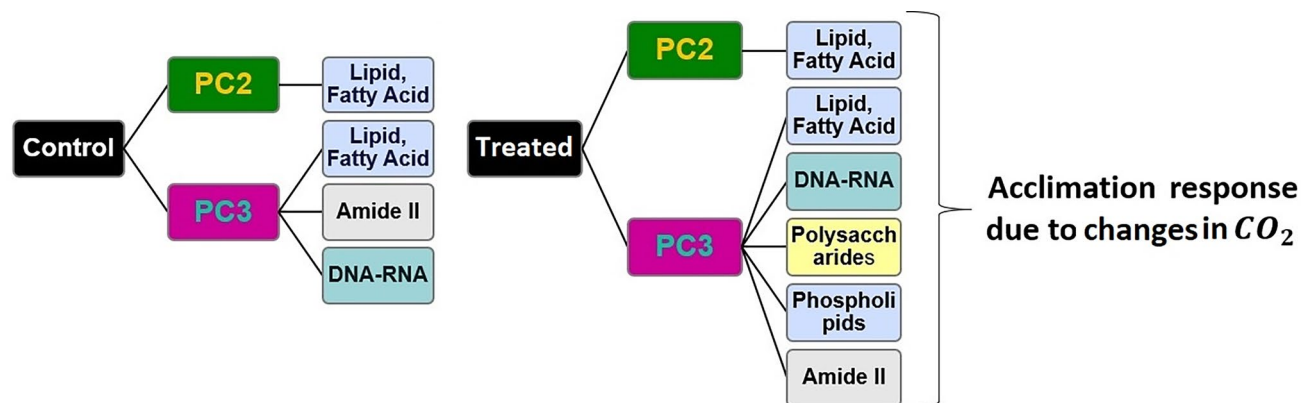 Control
PC2
Lipid,
Fatty Acid
PC3
Lipid,
Fatty Acid
Amide II
DNA-RNA
Treated
PC2
Lipid,
Fatty Acid
PC3
Lipid,
Fatty Acid
DNA-RNA
Polysacch
arides
Phospholi
pids
Amide II
Acclimation response
due to changes in CO₂